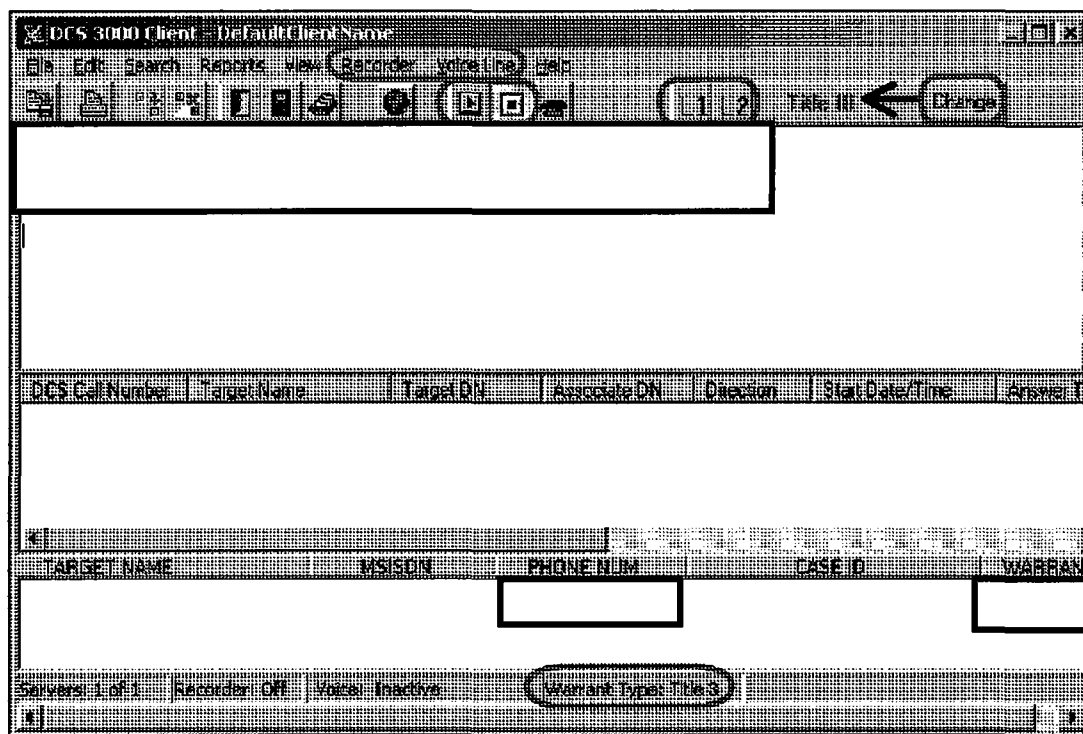 DCS 3000 Client - DefaultClientName
File Edit Search Reports View Recorder Voice Line Help
1 2 Title III Change
DCS Call Number Target Name Target DN Associate DN Direction Start Date/Time Answer T
TARGET NAME MSISDN PHONE NUM CASE ID WARRAN
Servers: 1 of 1 Recorder: Off Voice: Inactive Warrant Type: Title 3